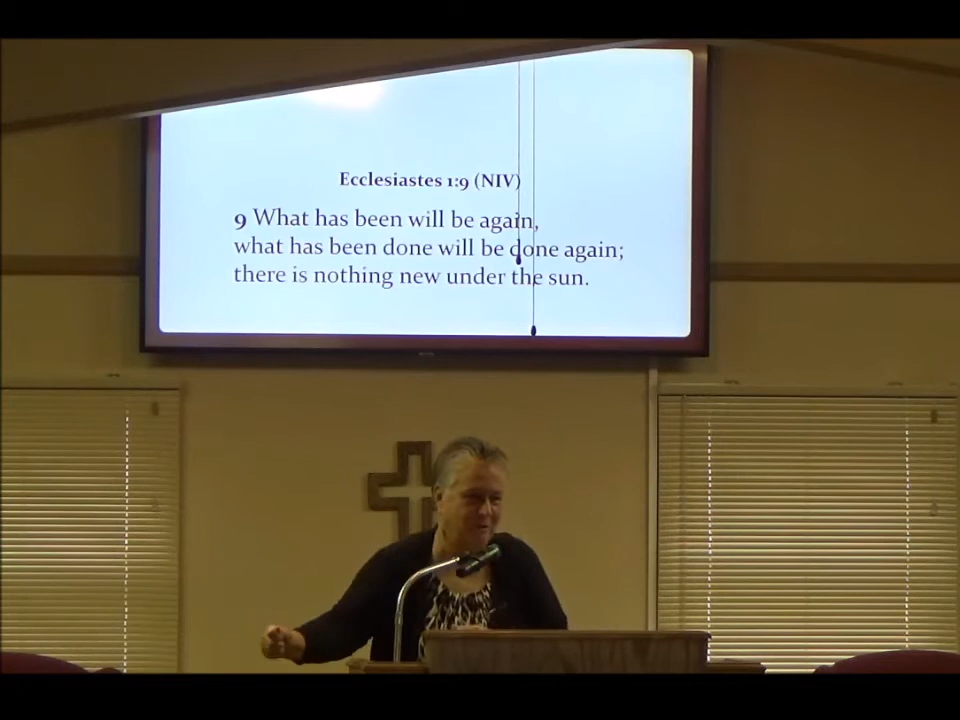 Ecclesiastes 1:9 (NIV)
9 What has been will be again,
what has been done will be done again;
there is nothing new under the sun.